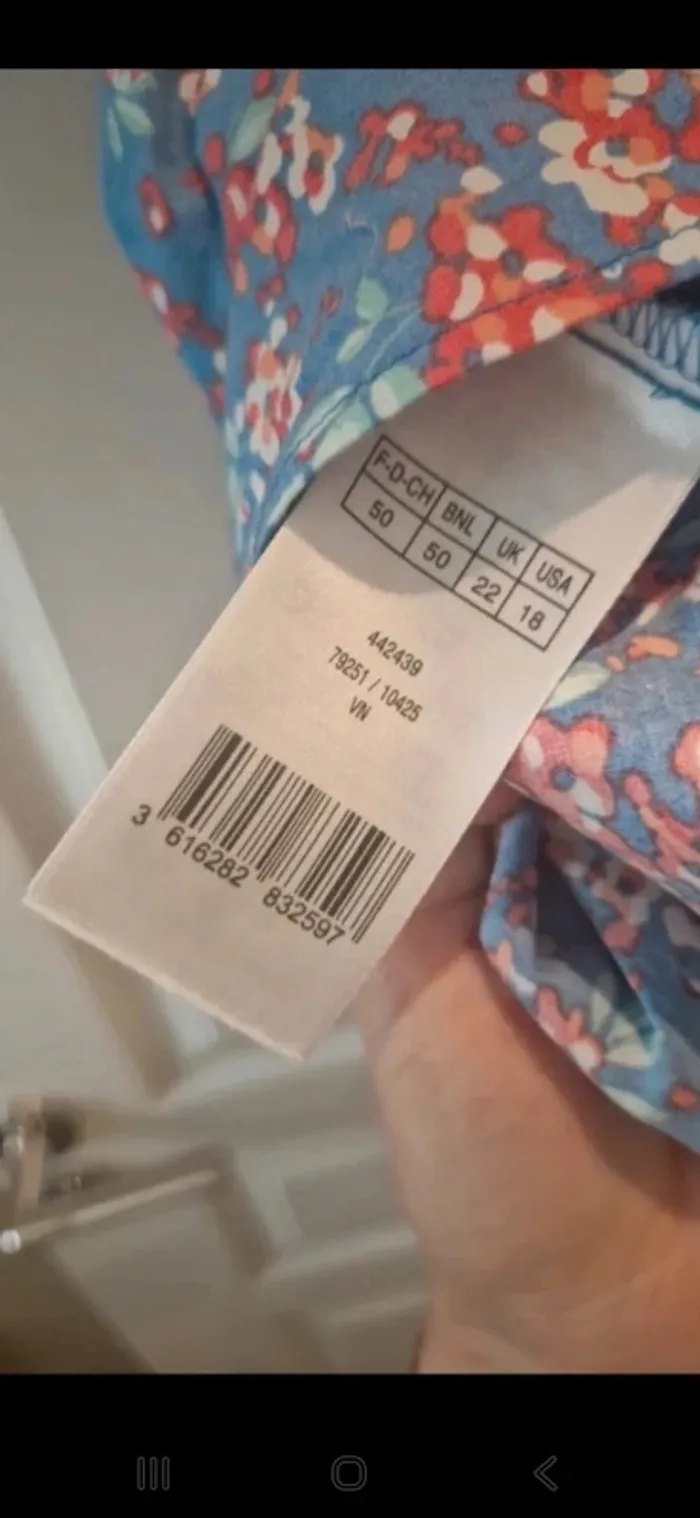 F-D-CH BNL UK USA
50 50 22 18
442439
79251 / 10425
VN
3 616282 832597